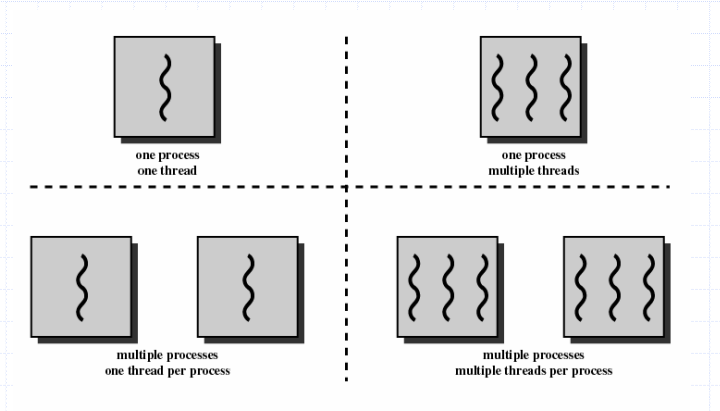 one process
one thread
one process
multiple threads
multiple processes
one thread per process
multiple processes
multiple threads per process